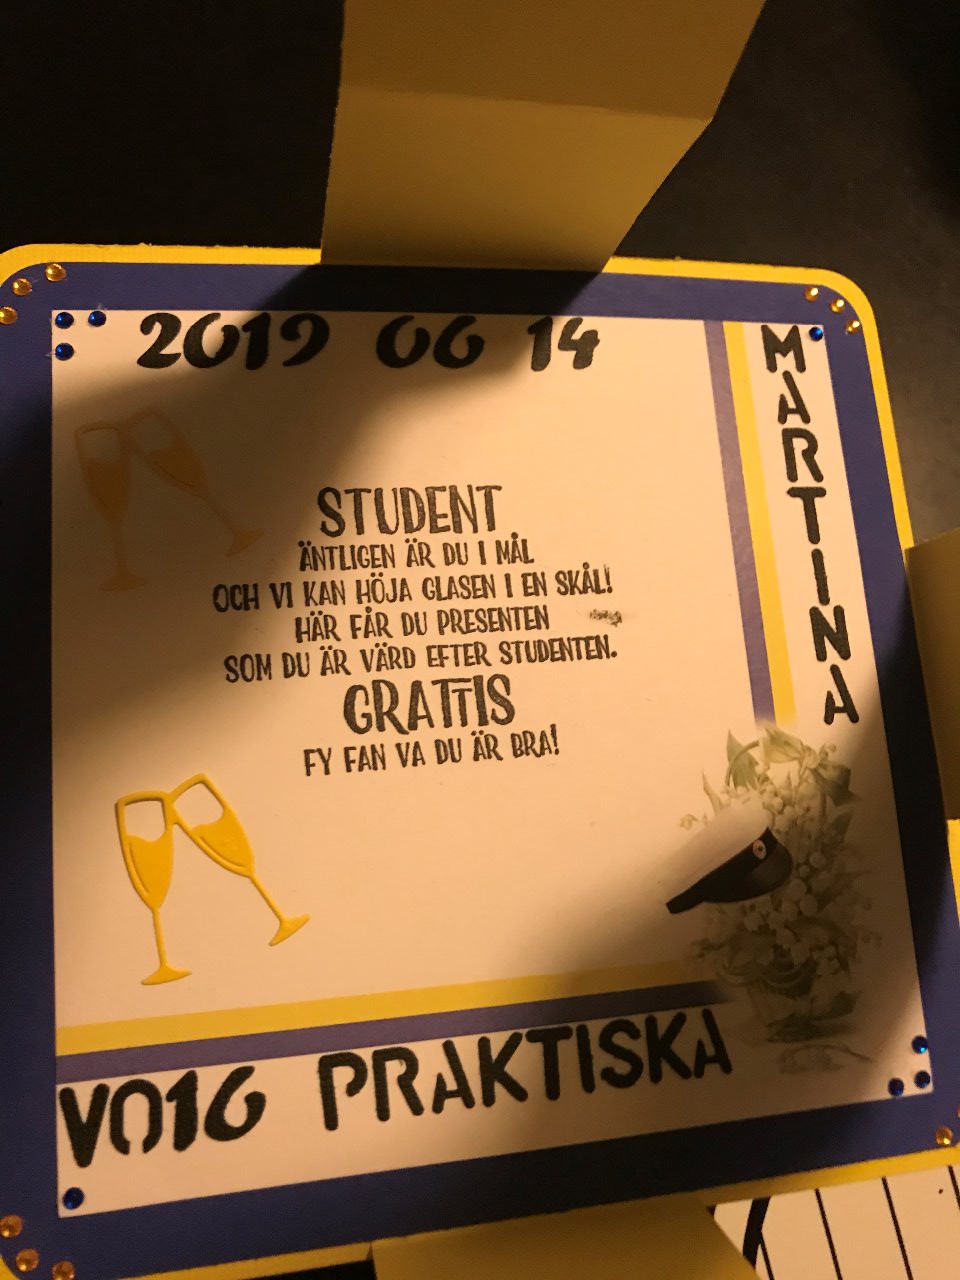 2019 06 14
MARTINA
STUDENT
ÄNTLIGEN ÄR DU I MÅL
OCH VI KAN HÖJA GLASEN I EN SKÅL!
HÄR FÅR DU PRESENTEN
SOM DU ÄR VÄRD EFTER STUDENTEN.
GRATTIS
FY FAN VA DU ÄR BRA!
VO16 PRAKTISKA